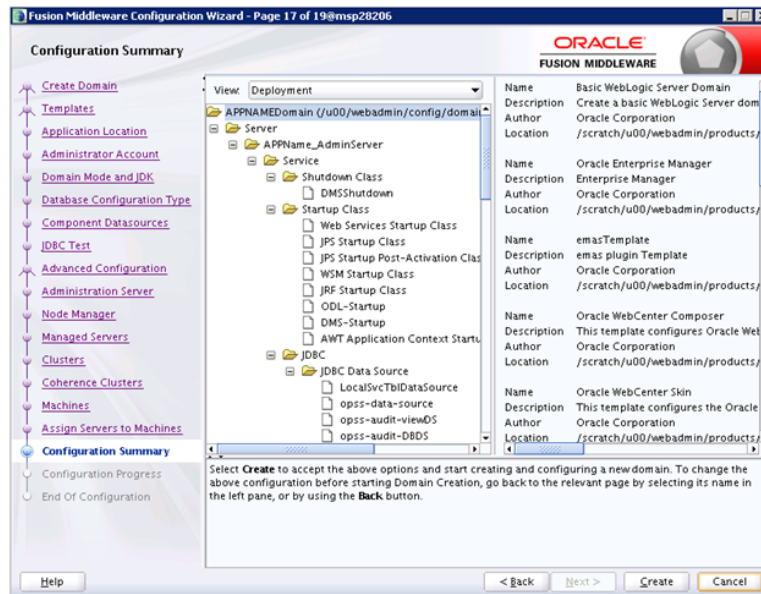 Fusion Middleware Configuration Wizard - Page 17 of 19@msp28206
Configuration Summary
ORACLE
FUSION MIDDLEWARE
Create Domain
Templates
Application Location
Administrator Account
Domain Mode and JDK
Database Configuration Type
Component Datasources
JDBC Test
Advanced Configuration
Administration Server
Node Manager
Managed Servers
Clusters
Coherence Clusters
Machines
Assign Servers to Machines
Configuration Summary
Configuration Progress
End Of Configuration
View: Deployment
APPNAMEDomain (/u00/webadmin/config/domain
Server
APPName_AdminServer
Service
Shutdown Class
DMSShutdown
Startup Class
Web Services Startup Class
JPS Startup Class
JPS Startup Post-Activation Clas
WSM Startup Class
JRF Startup Class
ODL-Startup
DMS-Startup
AWT Application Context Startu
JDBC
JDBC Data Source
LocalSvcTblDataSource
opss-data-source
opss-audit-viewDS
opss-audit-DBDS
Name Basic WebLogic Server Domain
Description Create a basic WebLogic Server dom
Author Oracle Corporation
Location /scratch/u00/webadmin/products/
Name Oracle Enterprise Manager
Description Enterprise Manager
Author Oracle Corporation
Location /scratch/u00/webadmin/products/
Name emasTemplate
Description emas plugin Template
Author Oracle Corporation
Location /scratch/u00/webadmin/products/
Name Oracle WebCenter Composer
Description This template configures Oracle Web
Author Oracle Corporation
Location /scratch/u00/webadmin/products/
Name Oracle WebCenter Skin
Description This template configures the Oracle
Author Oracle Corporation
Location /scratch/u00/webadmin/products/
Select Create to accept the above options and start creating and configuring a new domain. To change the
above configuration before starting Domain Creation, go back to the relevant page by selecting its name in
the left pane, or by using the Back button.
Help
< Back
Next >
Create
Cancel